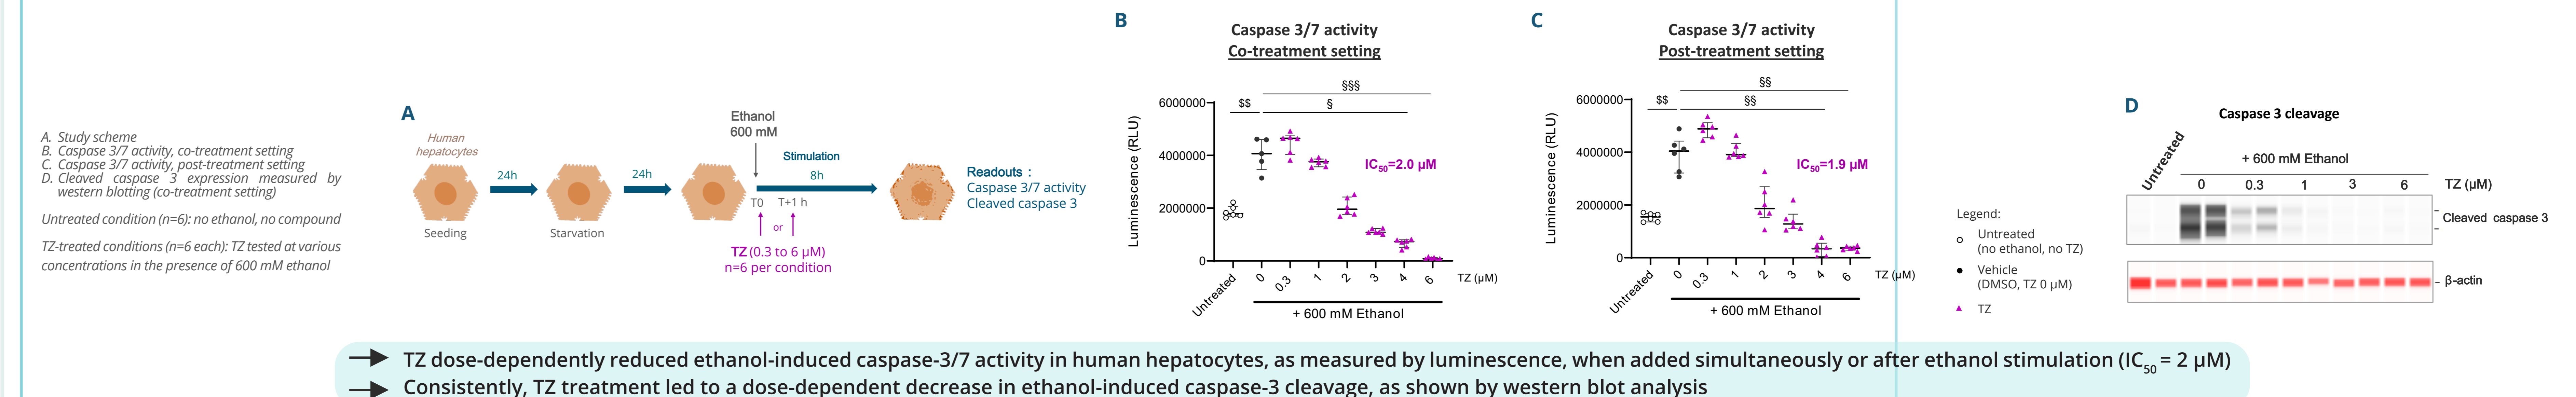 A. Study scheme
B. Caspase 3/7 activity, co-treatment setting
C. Caspase 3/7 activity, post-treatment setting
D. Cleaved caspase 3 expression measured by
western blotting (co-treatment setting)
Untreated condition (n=6): no ethanol, no compound
TZ-treated conditions (n=6 each): TZ tested at various
concentrations in the presence of 600 mM ethanol
A
Human
hepatocytes
Seeding
24h
Starvation
24h
Ethanol
600 mM
Stimulation
8h
T0
T+1 h
or
TZ (0.3 to 6 µM)
n=6 per condition
Readouts :
Caspase 3/7 activity
Cleaved caspase 3
B
Caspase 3/7 activity
Co-treatment setting
Luminescence (RLU)
6000000
4000000
2000000
0
$$
§§§
§
IC50=2.0 µM
Untreated
0
0.3
1
2
3
4
6
TZ (µM)
+ 600 mM Ethanol
C
Caspase 3/7 activity
Post-treatment setting
Luminescence (RLU)
6000000
4000000
2000000
0
$$
§§
§§
IC50=1.9 µM
Untreated
0
0.3
1
2
3
4
6
TZ (µM)
+ 600 mM Ethanol
Legend:
Untreated
(no ethanol, no TZ)
Vehicle
(DMSO, TZ 0 µM)
TZ
D
Caspase 3 cleavage
Untreated
+ 600 mM Ethanol
0
0.3
1
3
6
TZ (µM)
Cleaved caspase 3
β-actin
TZ dose-dependently reduced ethanol-induced caspase-3/7 activity in human hepatocytes, as measured by luminescence, when added simultaneously or after ethanol stimulation (IC50 = 2 µM)
Consistently, TZ treatment led to a dose-dependent decrease in ethanol-induced caspase-3 cleavage, as shown by western blot analysis